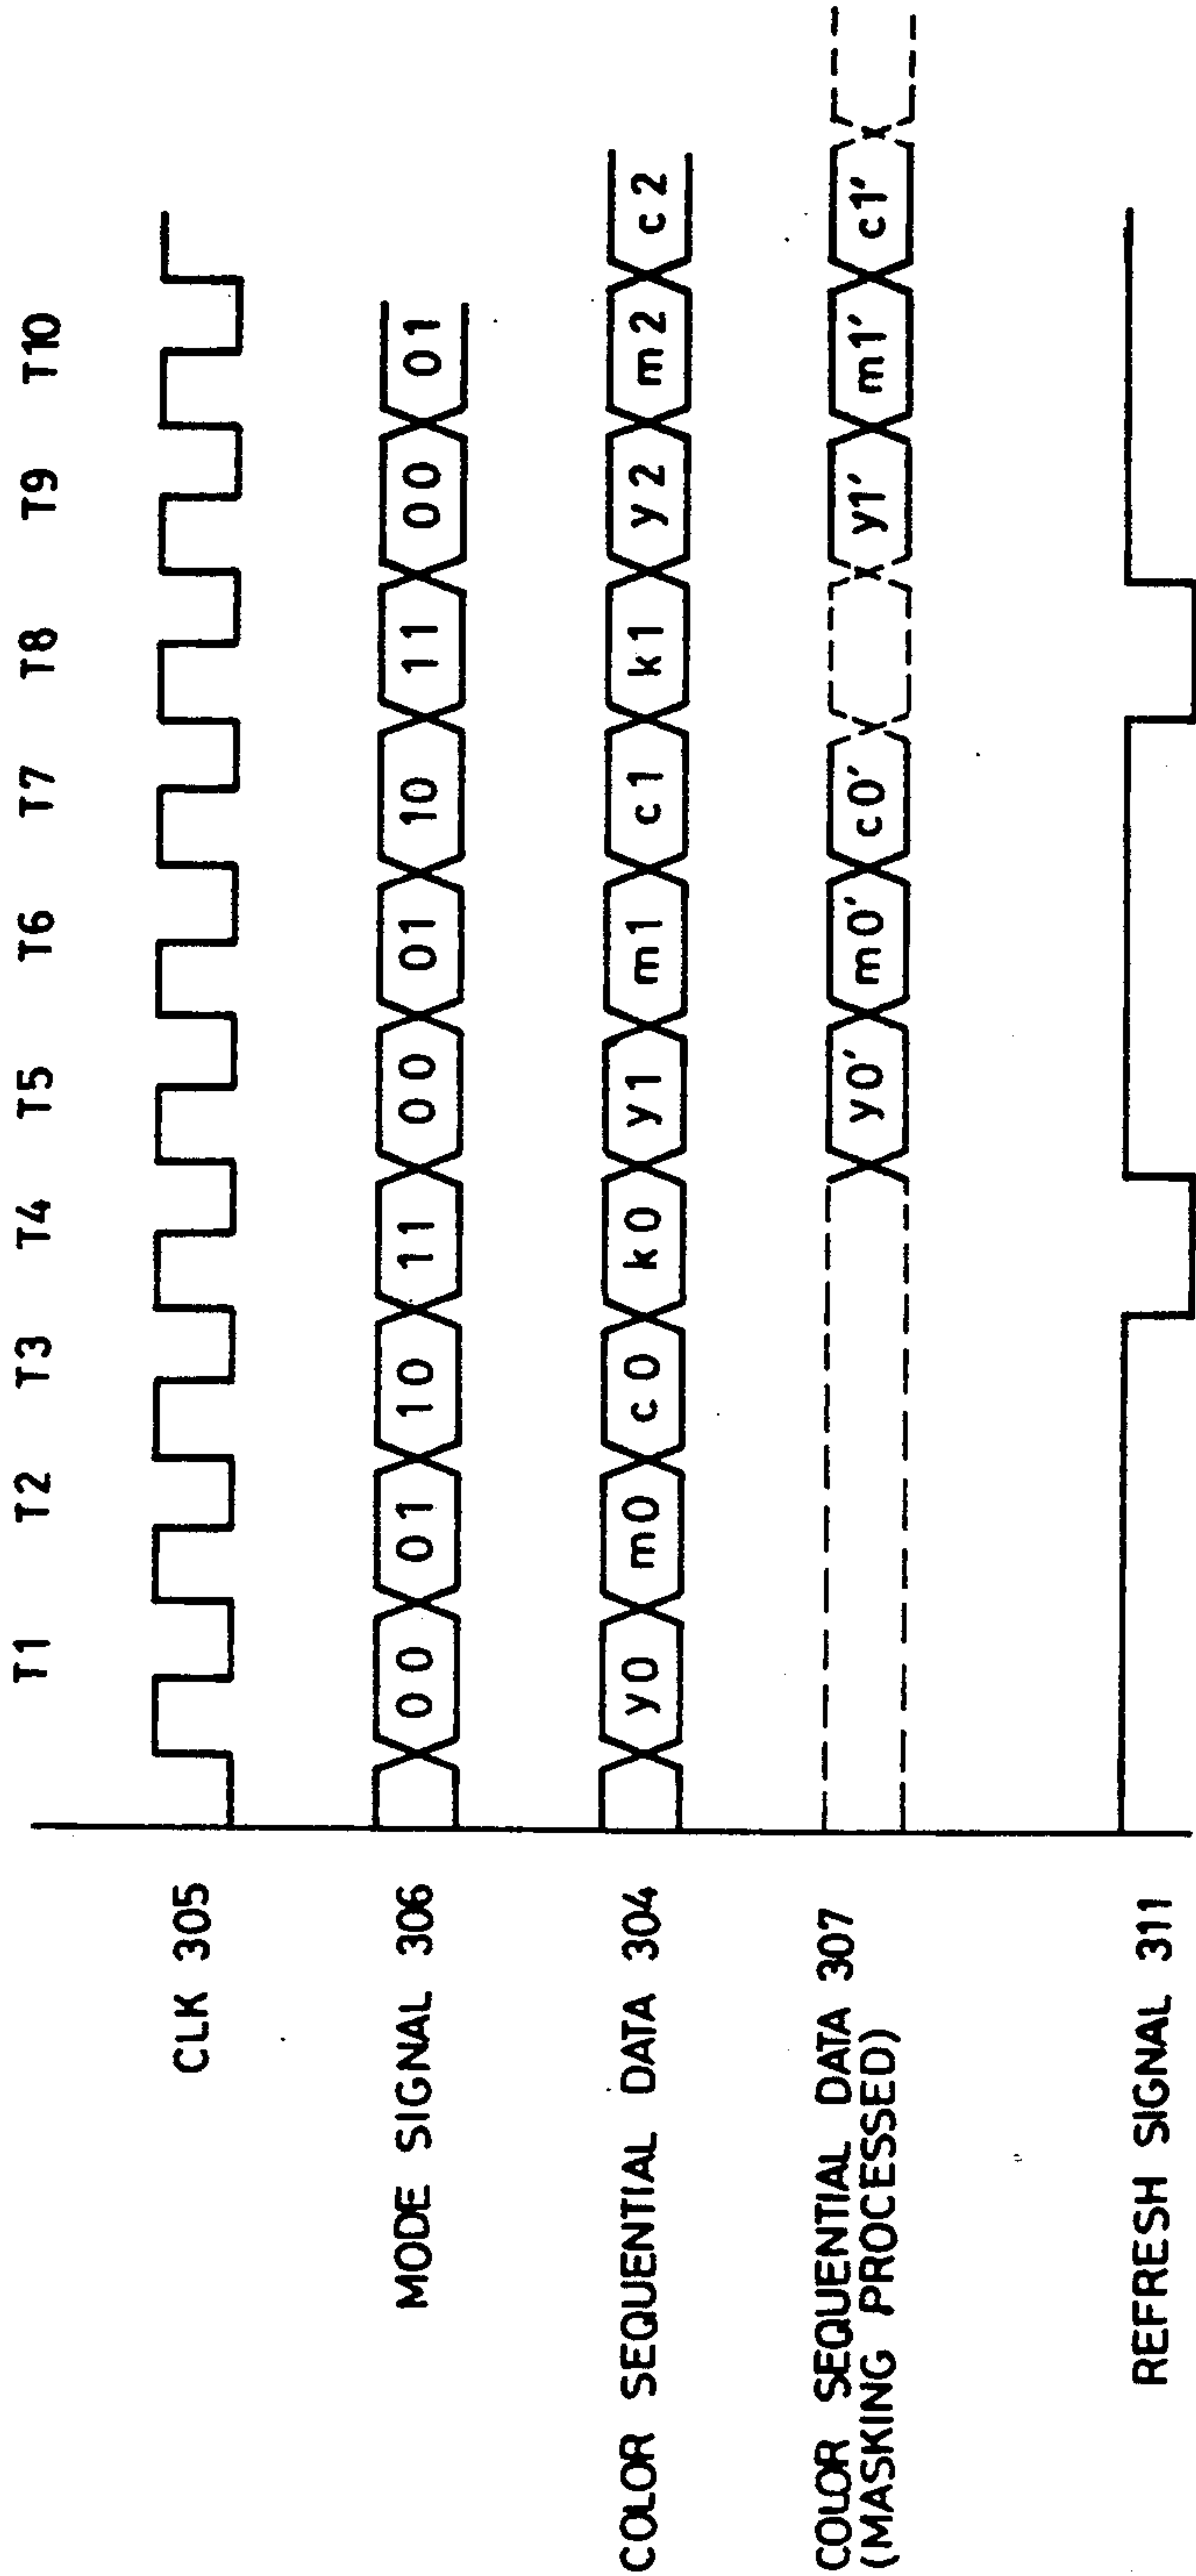 T1 T2 T3 T4 T5 T6 T7 T8 T9 T10
CLK 305
MODE SIGNAL 306
00 01 10 11 00 01 10 11 00 01
COLOR SEQUENTIAL DATA 304
y0 m0 c0 k0 y1 m1 c1 k1 y2 m2 c2
COLOR SEQUENTIAL DATA 307
(MASKING PROCESSED)
y0' m0' c0' y1' m1' c1'
REFRESH SIGNAL 311